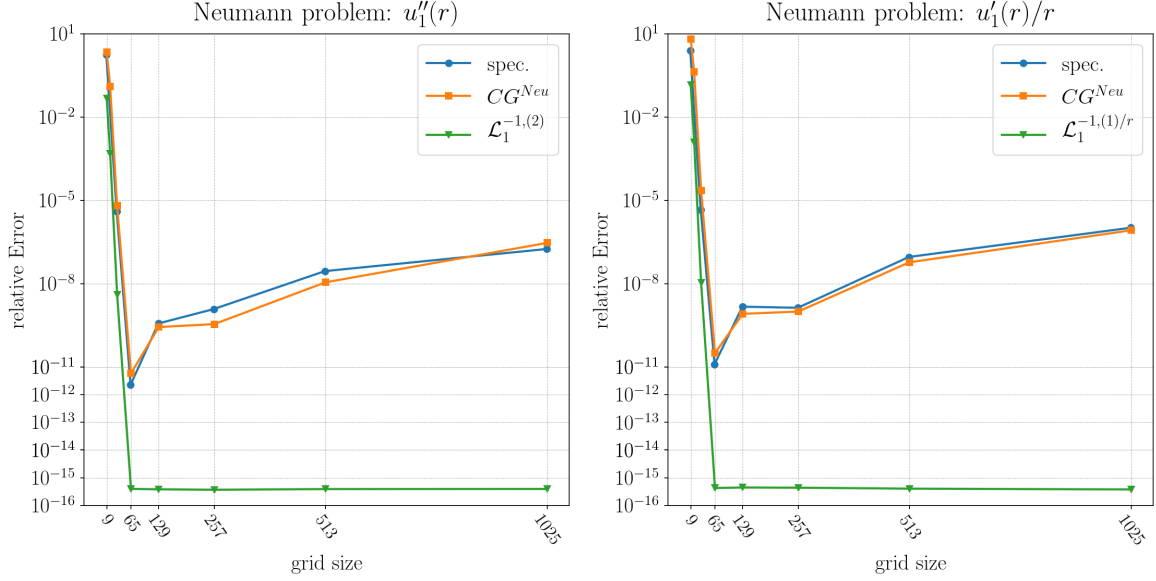 Neumann problem: $u_1''(r)$
relative Error
10^1
10^{-2}
10^{-5}
10^{-8}
10^{-11}
10^{-12}
10^{-13}
10^{-14}
10^{-15}
10^{-16}
spec.
$CG^{Neu}$
$\mathcal{L}_1^{-1,(2)}$
9
65
129
257
513
1025
grid size
Neumann problem: $u_1'(r)/r$
relative Error
10^1
10^{-2}
10^{-5}
10^{-8}
10^{-11}
10^{-12}
10^{-13}
10^{-14}
10^{-15}
10^{-16}
spec.
$CG^{Neu}$
$\mathcal{L}_1^{-1,(1)/r}$
9
65
129
257
513
1025
grid size